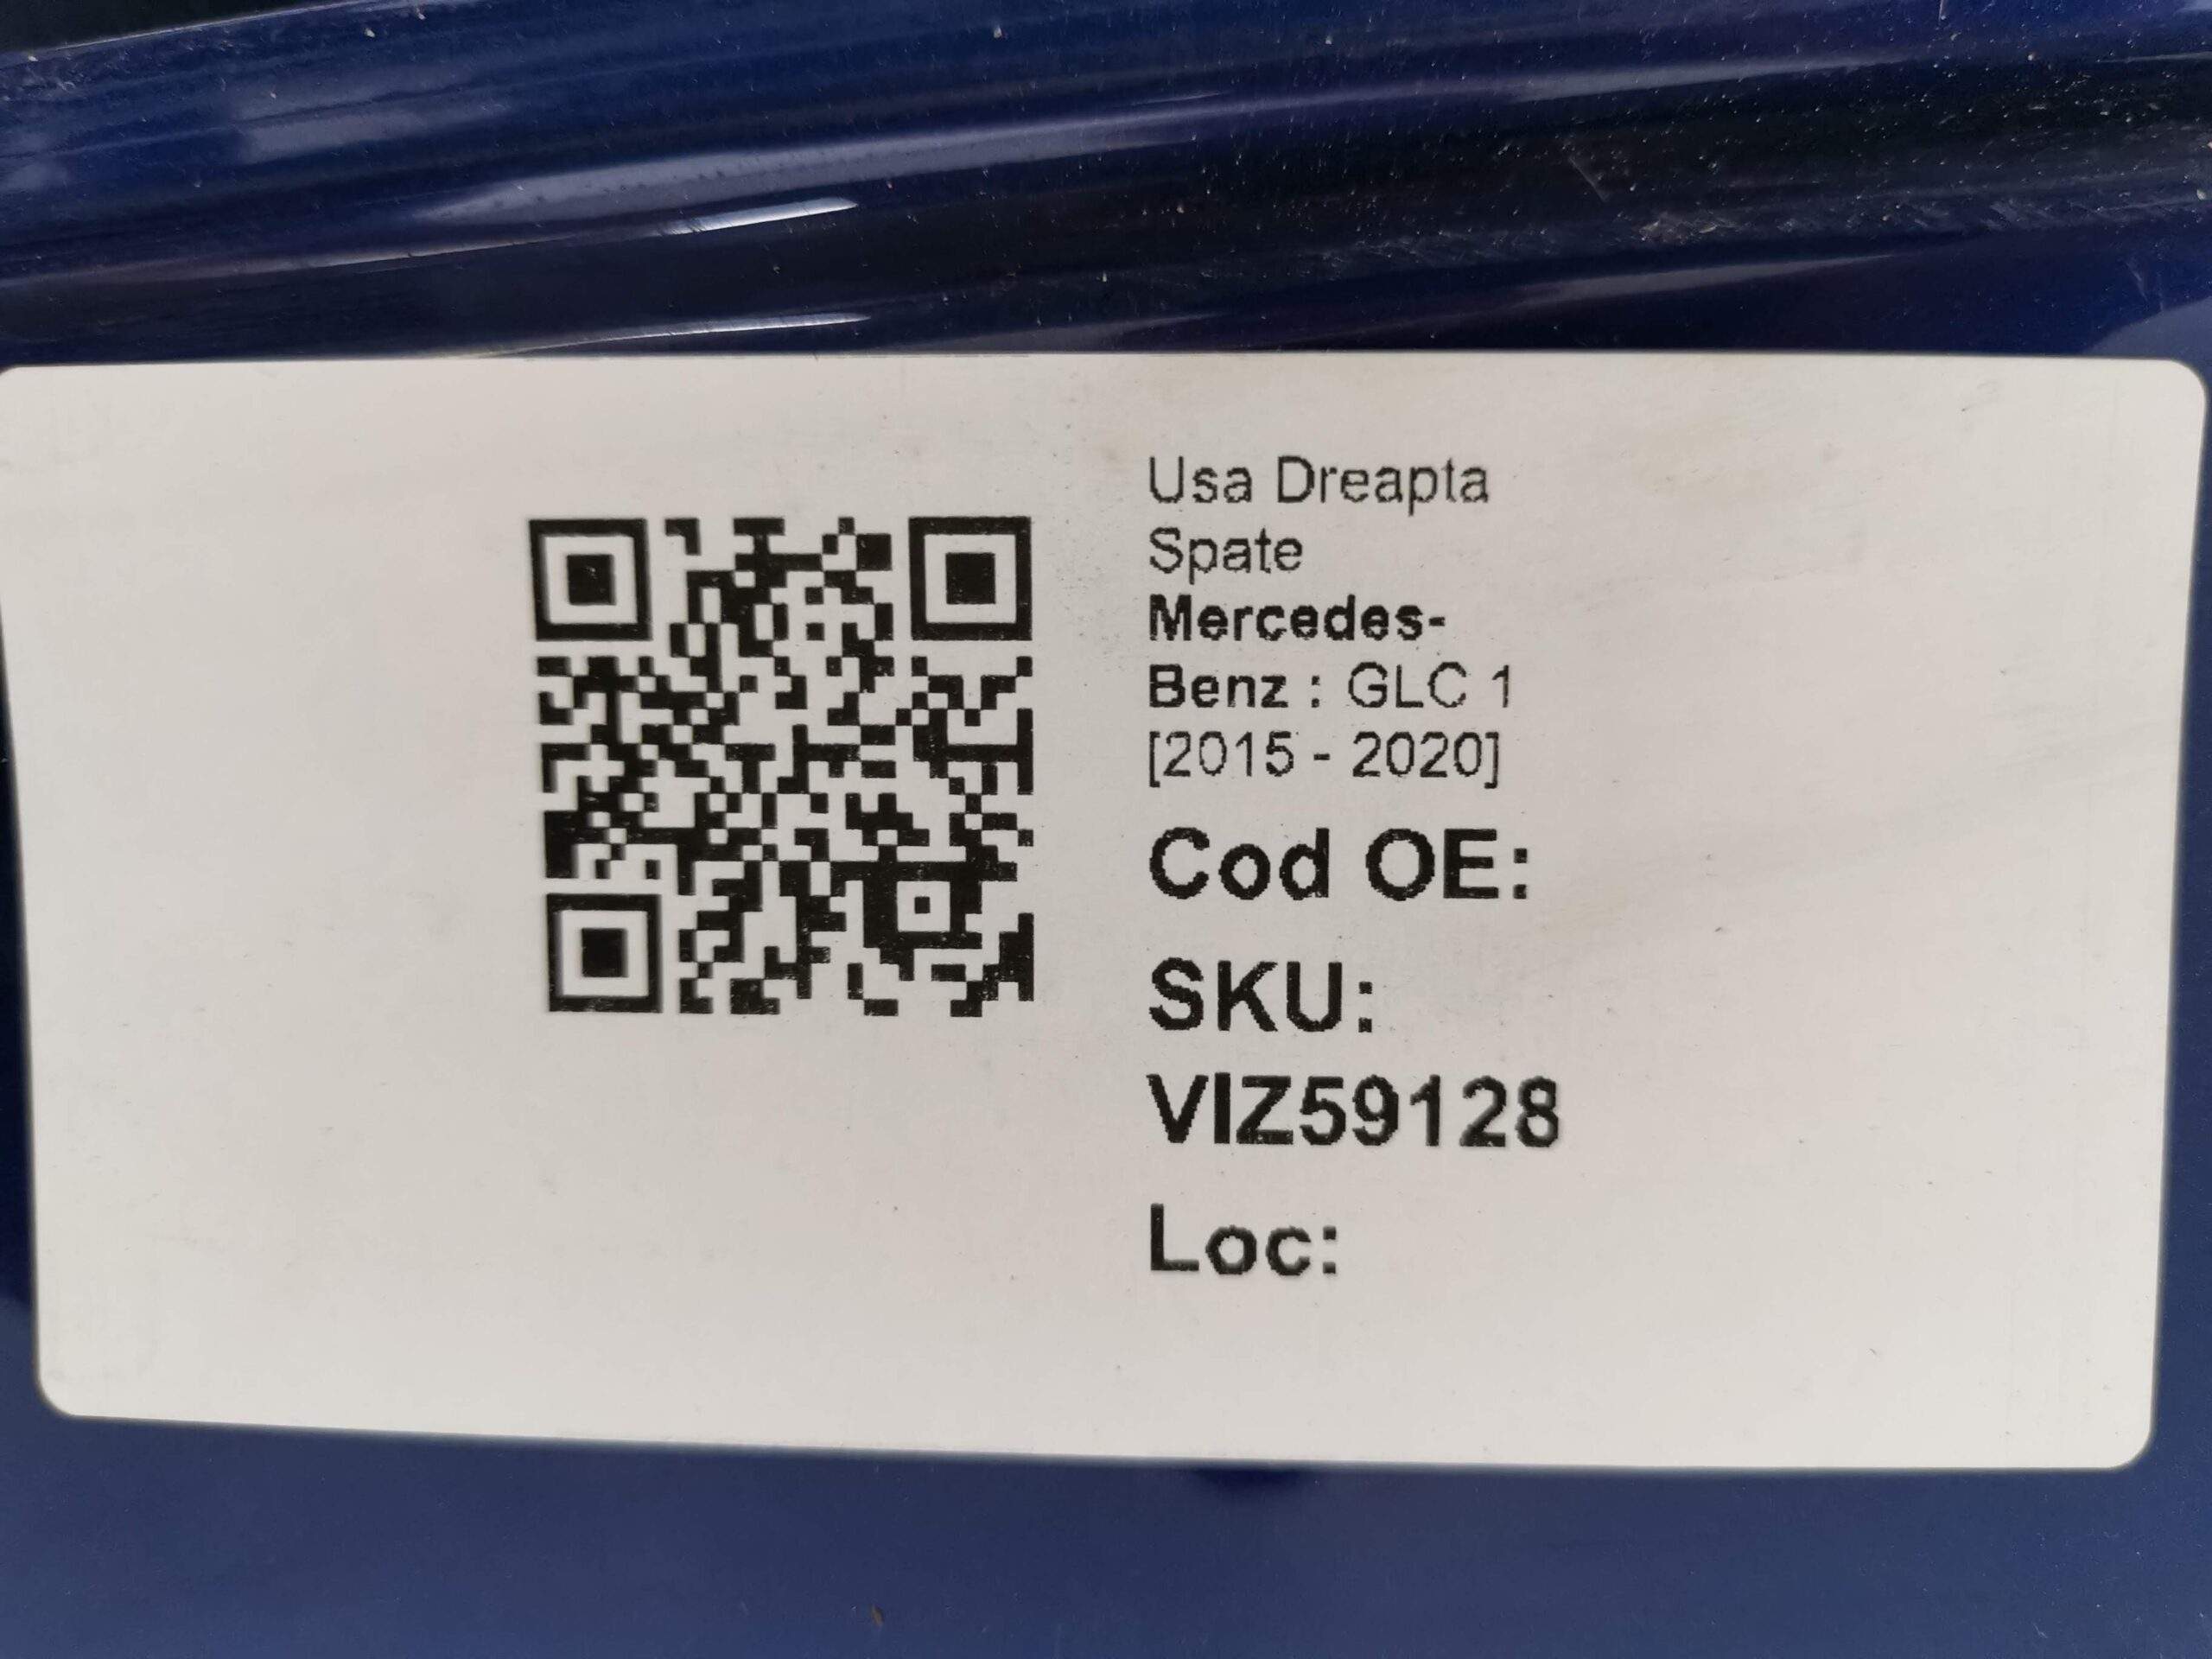 Usa Dreapta
Spate
Mercedes-
Benz : GLC 1
[2015 - 2020]
Cod OE:
SKU:
VIZ59128
Loc: